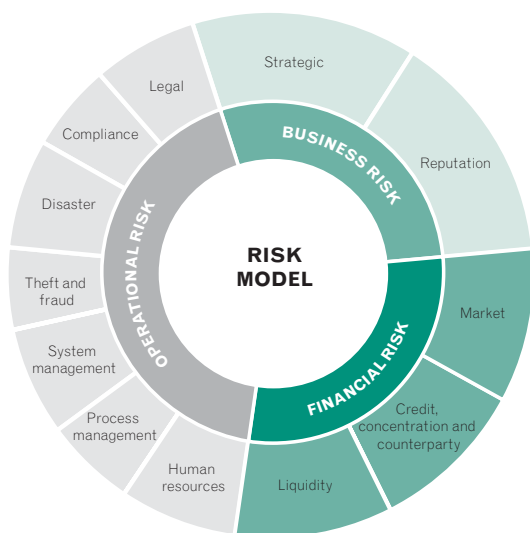 RISK
MODEL
BUSINESS RISK
Strategic
Reputation
FINANCIAL RISK
Market
Credit,
concentration and
counterparty
Liquidity
OPERATIONAL RISK
Human
resources
Process
management
System
management
Theft and
fraud
Disaster
Compliance
Legal